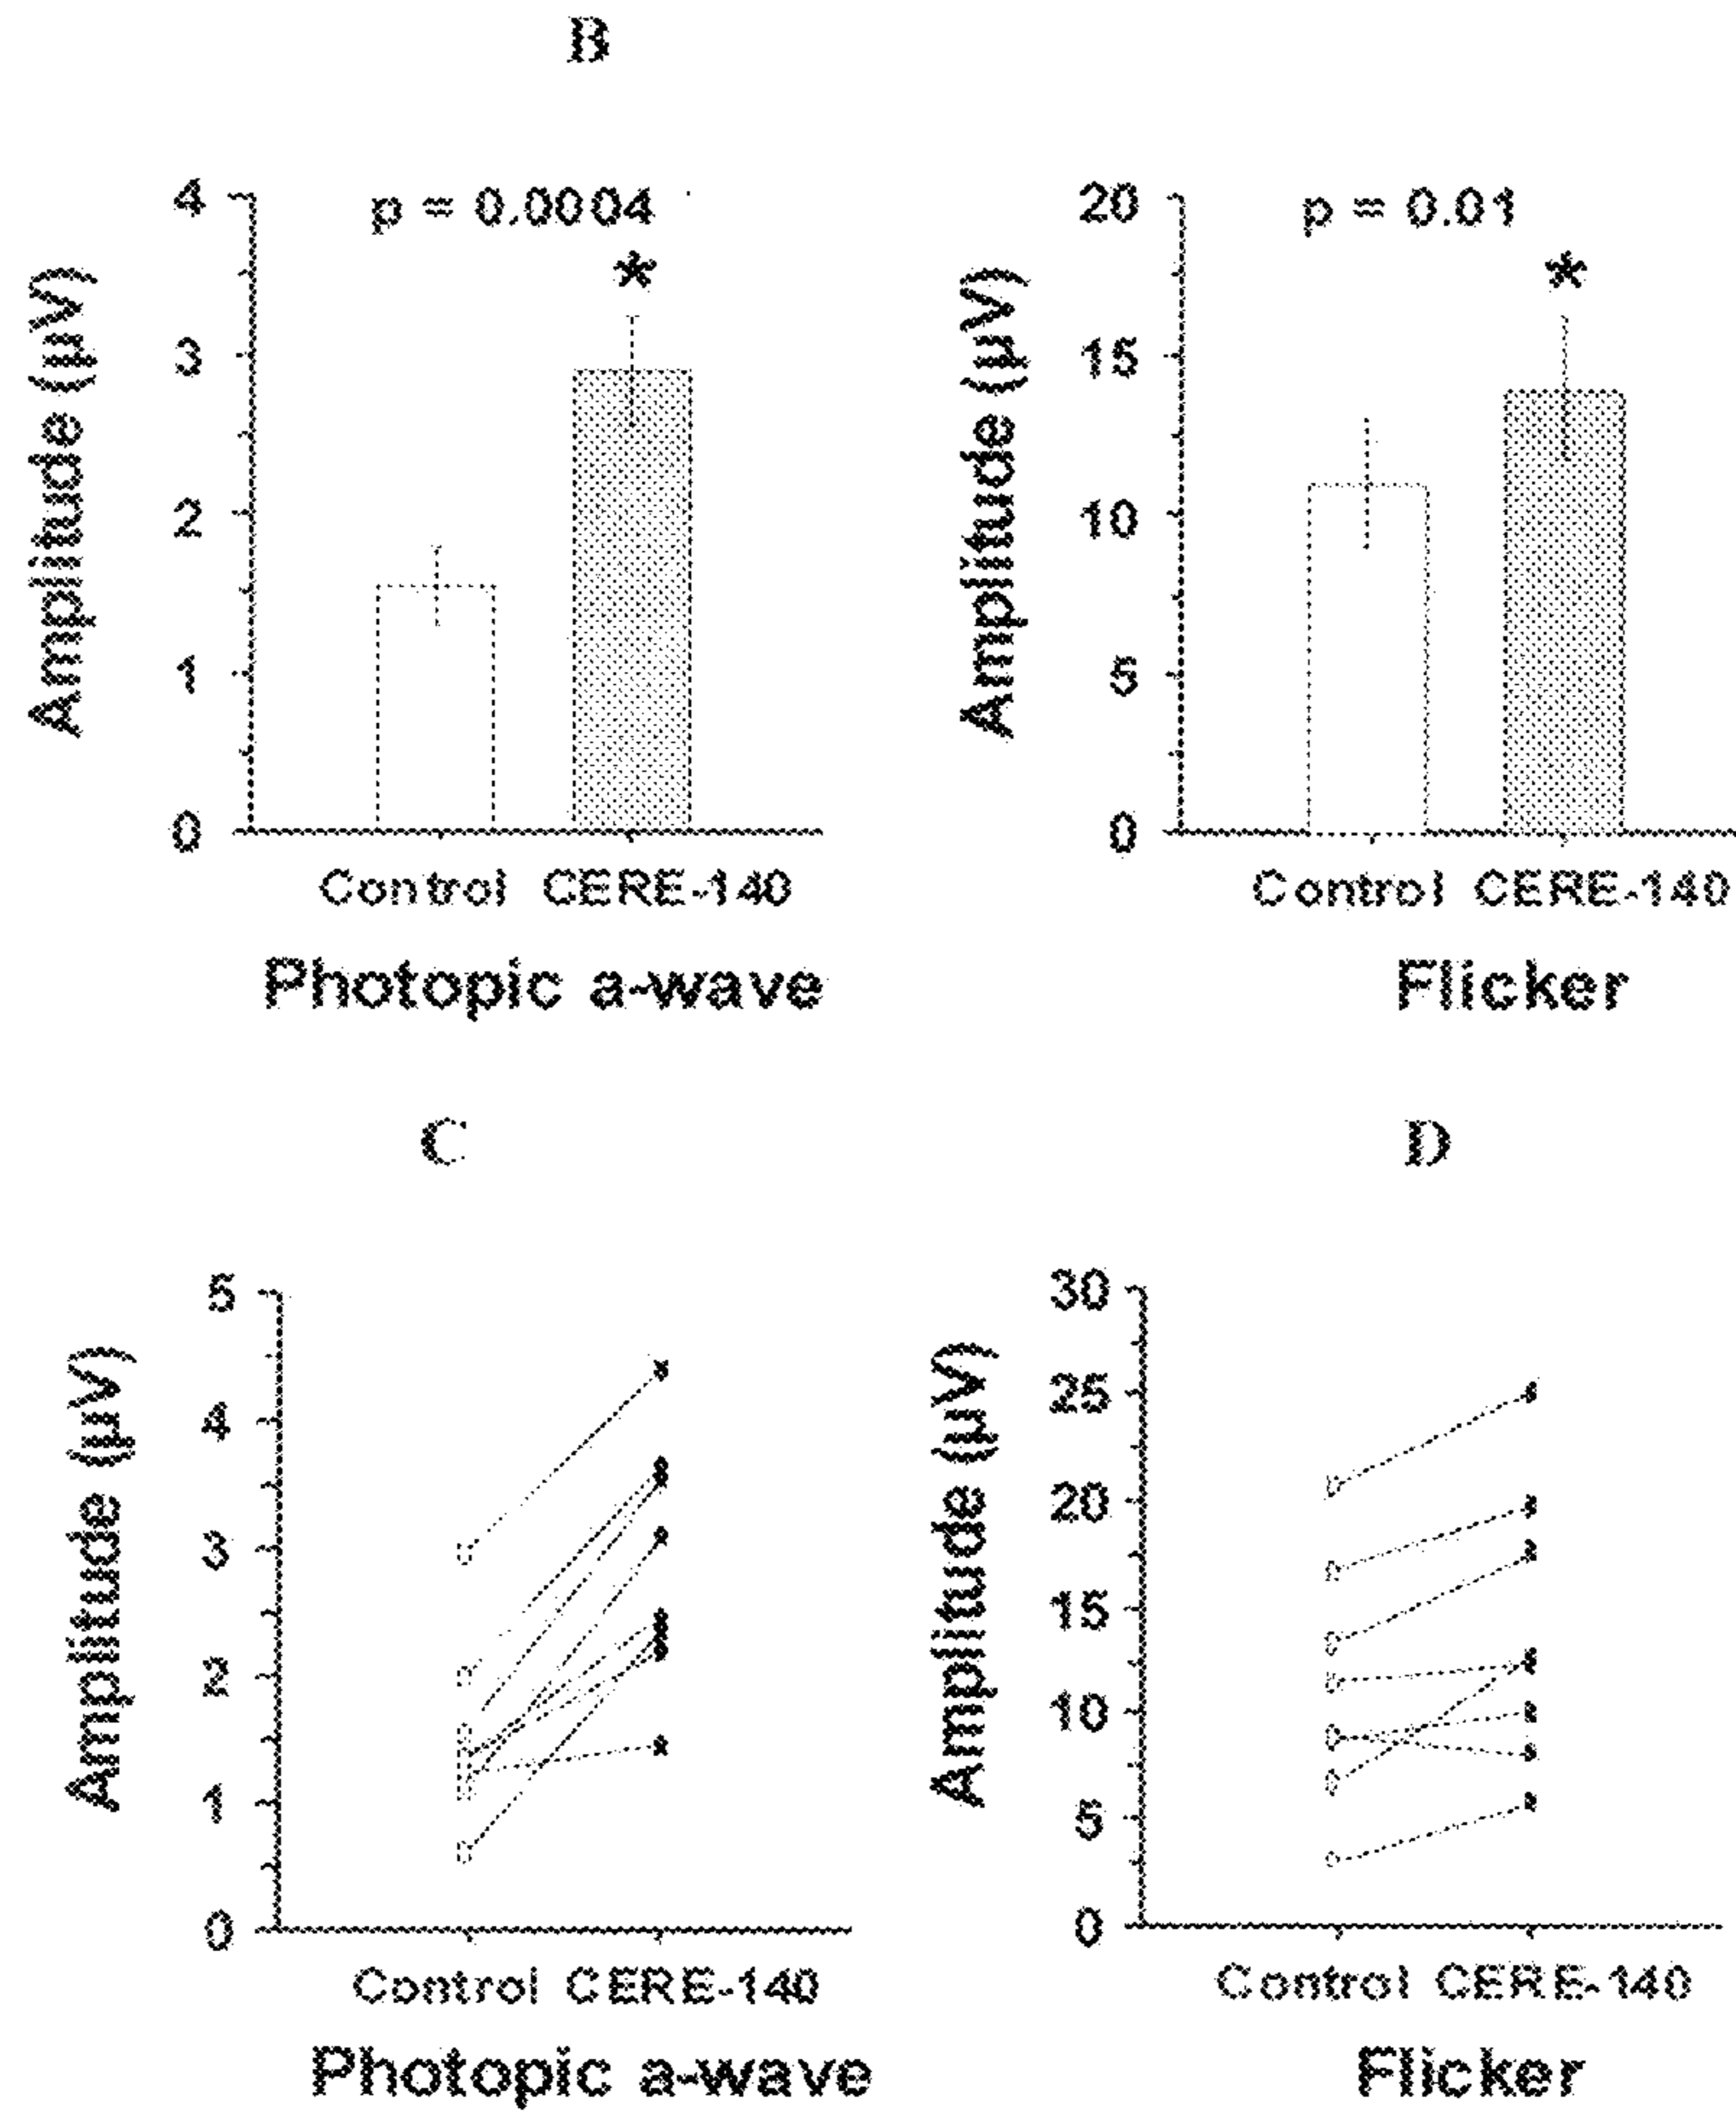 B
4
3
2
1
0
Amplitude (µV)
p = 0.0004
*
Control CERE-140
Photopic a-wave
20
15
10
5
0
Amplitude (µV)
p = 0.01
*
Control CERE-140
Flicker
C
5
4
3
2
1
0
Amplitude (µV)
Control CERE-140
Photopic a-wave
D
30
25
20
15
10
5
0
Amplitude (µV)
Control CERE-140
Flicker